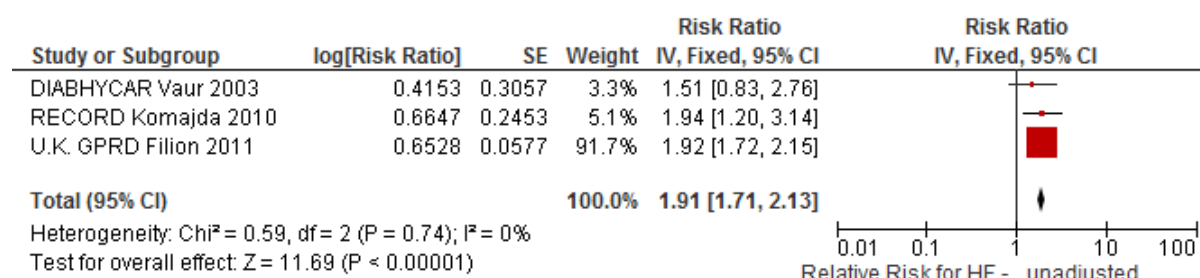 Risk Ratio Risk Ratio
Study or Subgroup log[Risk Ratio] SE Weight IV, Fixed, 95% CI IV, Fixed, 95% CI
DIABHYCAR Vaur 2003 0.4153 0.3057 3.3% 1.51 [0.83, 2.76]
RECORD Komajda 2010 0.6647 0.2453 5.1% 1.94 [1.20, 3.14]
U.K. GPRD Filion 2011 0.6528 0.0577 91.7% 1.92 [1.72, 2.15]
Total (95% CI) 100.0% 1.91 [1.71, 2.13]
Heterogeneity: Chi² = 0.59, df = 2 (P = 0.74); I² = 0%
Test for overall effect: Z = 11.69 (P < 0.00001)
0.01 0.1 1 10 100
Relative Risk for HF - unadjusted